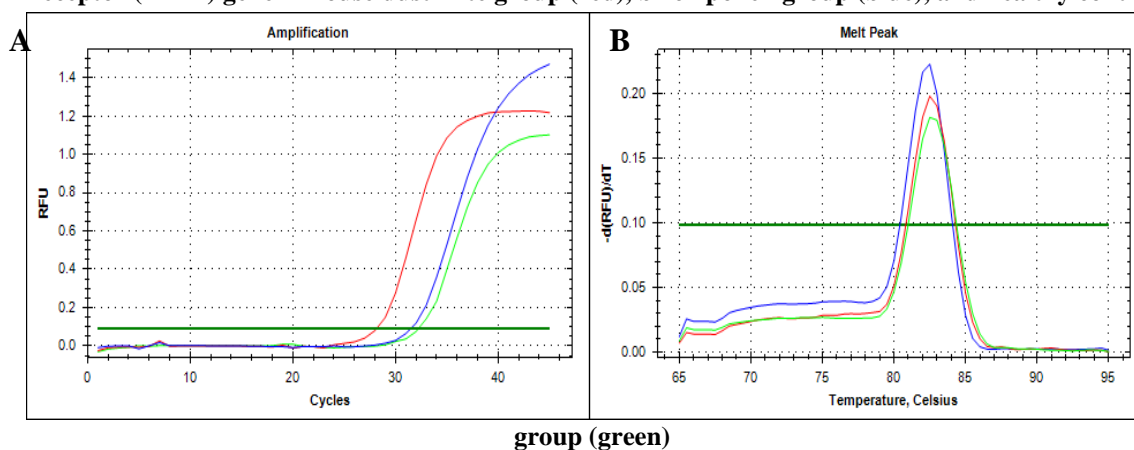 A
Amplification
RFU
1.4
1.2
1.0
0.8
0.6
0.4
0.2
0.0
0 10 20 30 40
Cycles
B
Melt Peak
-d(RFU)/dT
0.20
0.15
0.10
0.05
0.00
65 70 75 80 85 90 95
Temperature, Celsius
group (green)